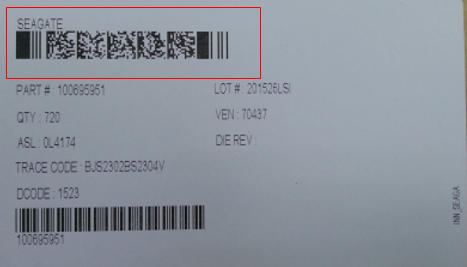 SEAGATE
PART # : 100695951 LOT # : 201526LSI
QTY : 720 VEN : 70437
ASL : 0L4174 DIE REV :
TRACE CODE : BJS2302BS2304V
DCODE : 1523
100695951
INN_SEAGA